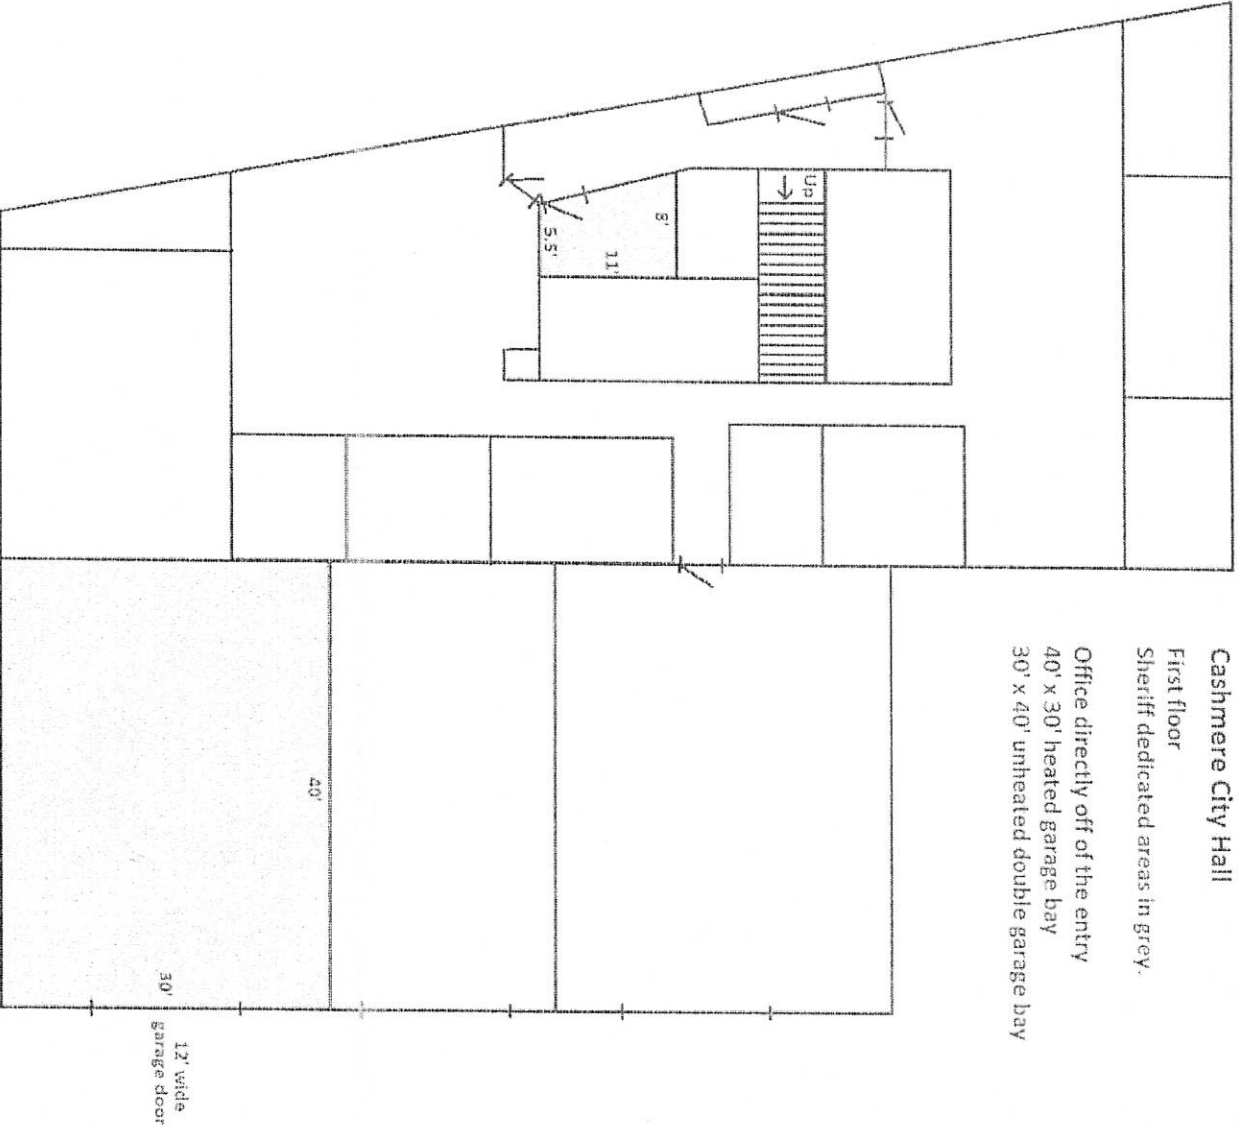 Cashmere City Hall
First floor
Sheriff dedicated areas in grey.
Office directly off of the entry
40' x 30' heated garage bay
30' x 40' unheated double garage bay
Up
8'
11'
5.5'
40'
30'
12' wide
garage door